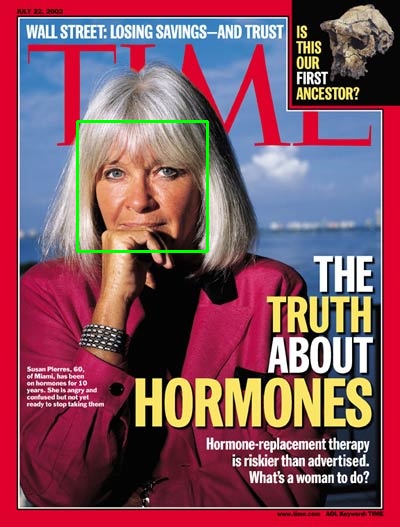 JULY 22, 2002
WALL STREET: LOSING SAVINGS—AND TRUST
IS
THIS
OUR
FIRST
ANCESTOR?
TIME
THE
TRUTH
ABOUT
HORMONES
Susan Pierres, 60,
of Miami, has been
on hormones for 10
years. She is angry and
confused but not yet
ready to stop taking them
Hormone-replacement therapy
is riskier than advertised.
What's a woman to do?
www.time.com AOL Keyword: TIME